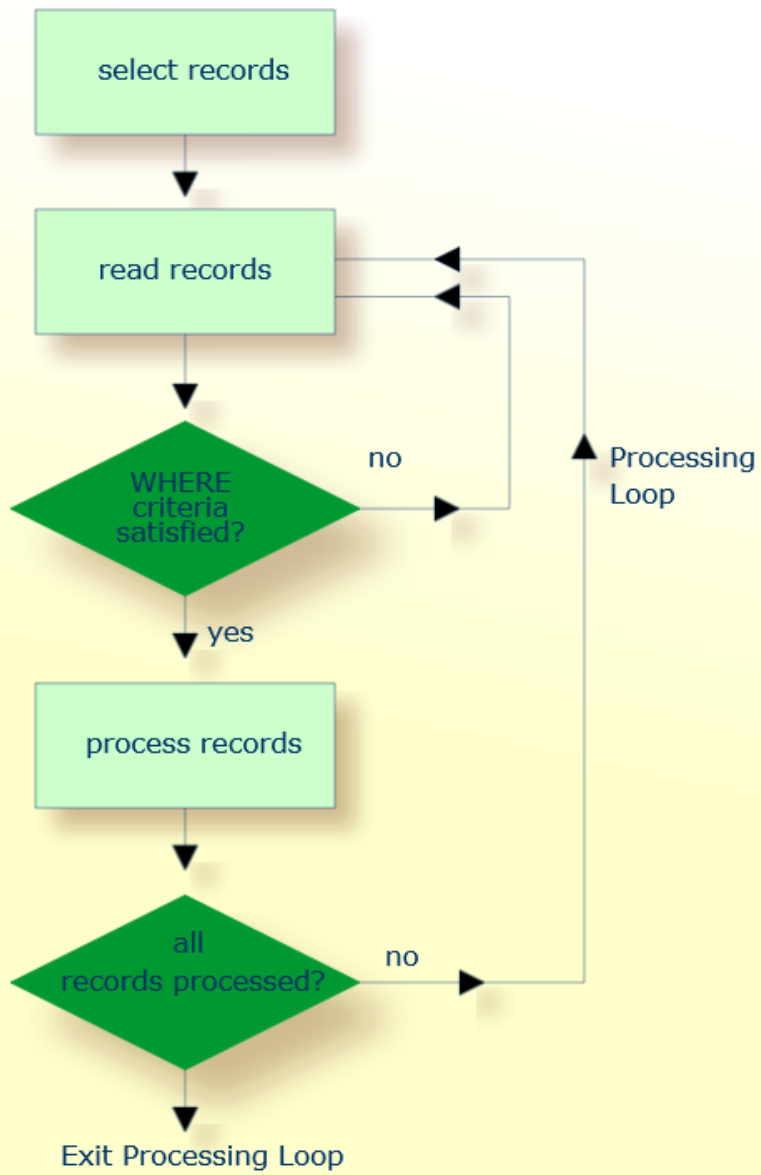 select records
read records
no
WHERE
criteria
satisfied?
Processing
Loop
yes
process records
all
records processed?
no
Exit Processing Loop